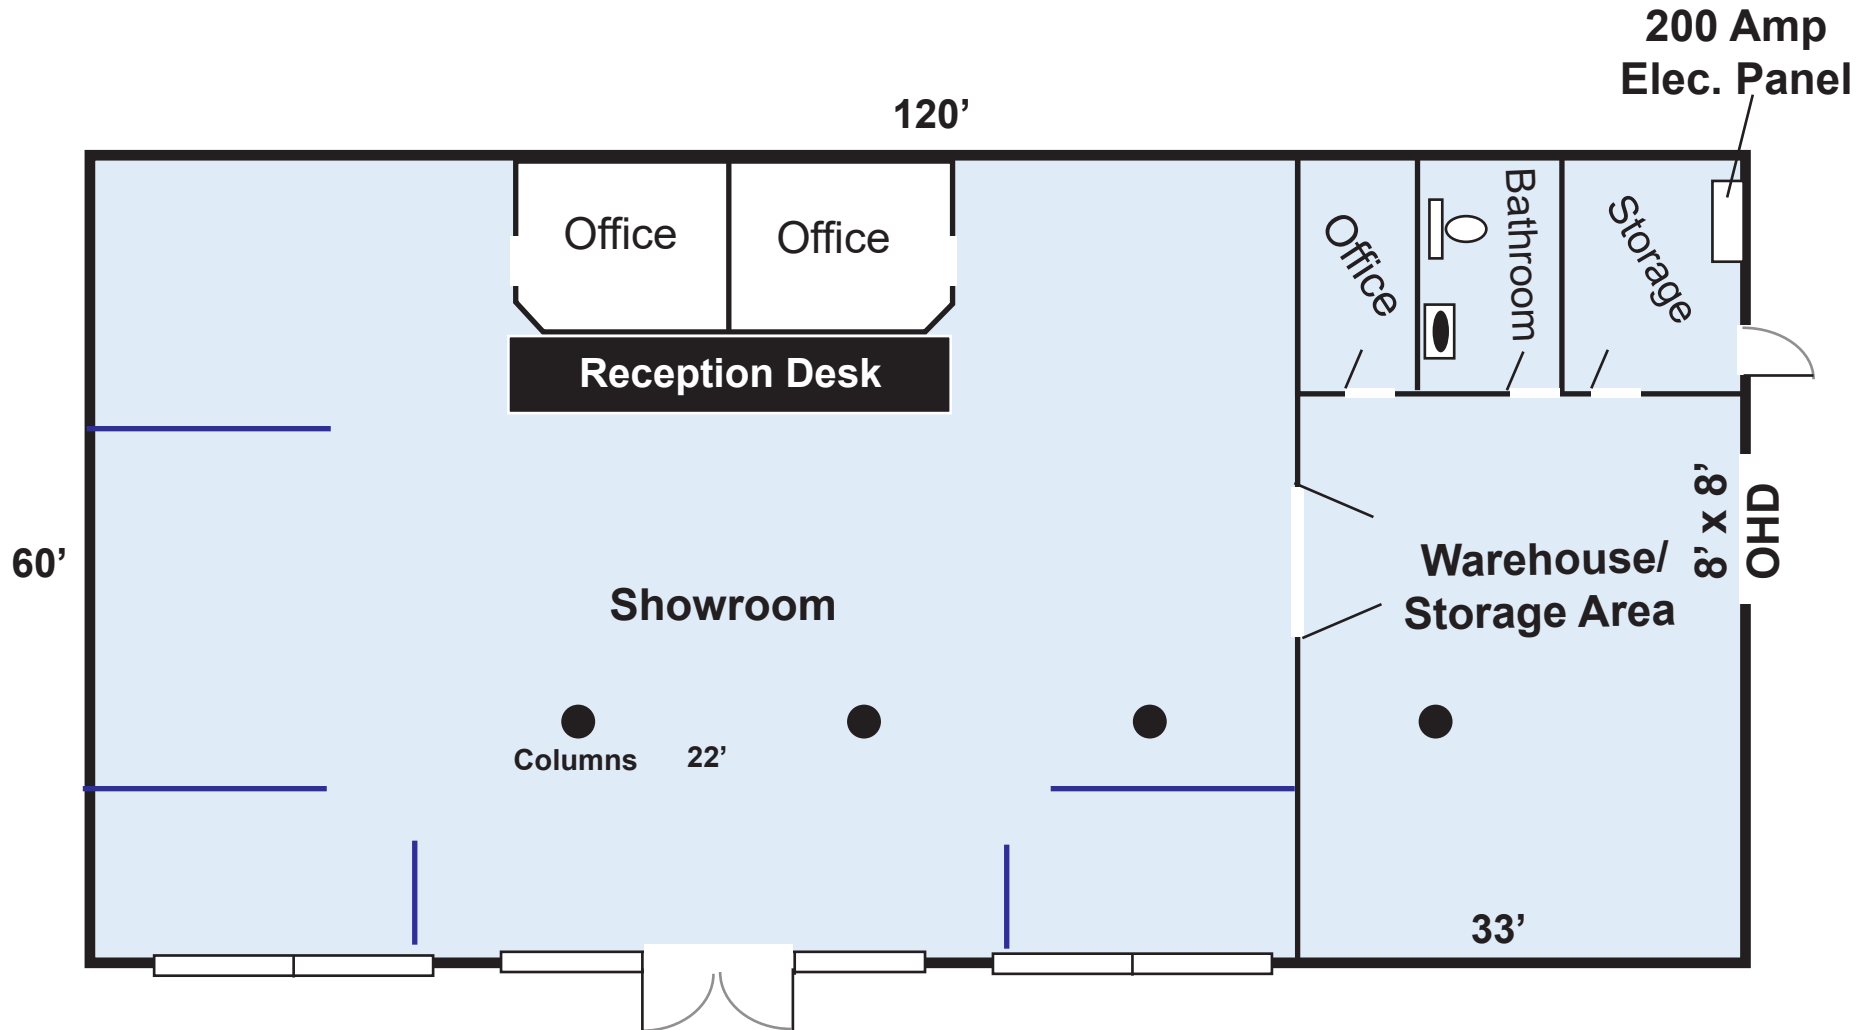 200 Amp
Elec. Panel
120’
Office
Office
Office
Bathroom
Storage
Reception Desk
8’ x 8’
OHD
60’
Showroom
Warehouse/
Storage Area
Columns
22’
33’